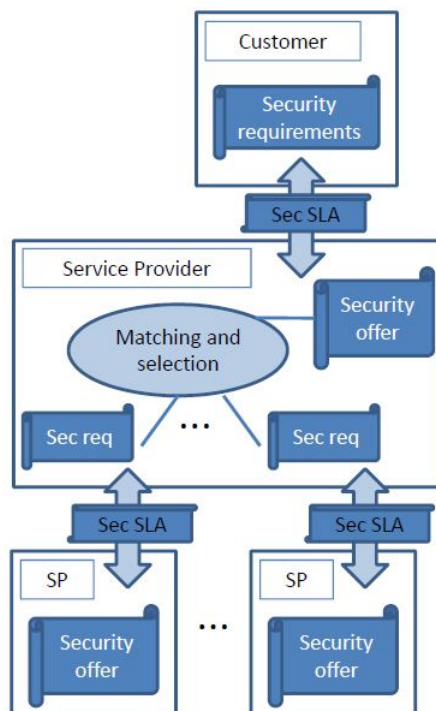 Customer
Security
requirements
Sec SLA
Service Provider
Security
offer
Matching and
selection
Sec req
...
Sec req
Sec SLA
Sec SLA
SP
SP
Security
offer
...
Security
offer